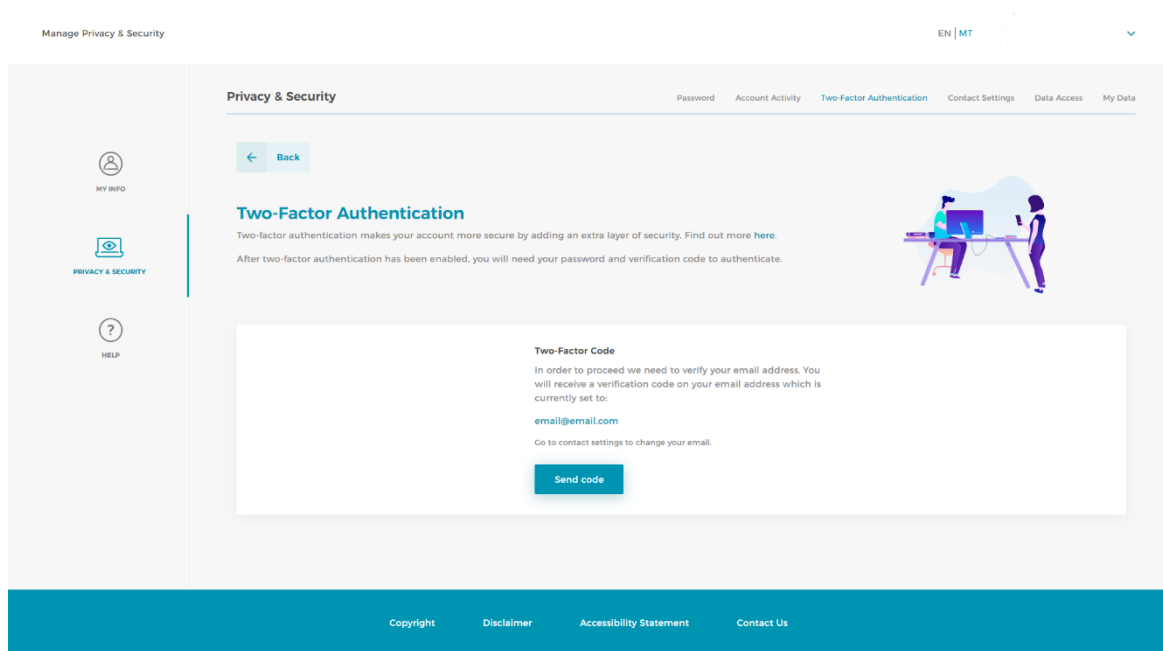 Manage Privacy & Security
EN | MT
Privacy & Security
Password Account Activity Two-Factor Authentication Contact Settings Data Access My Data
MY INFO
PRIVACY & SECURITY
HELP
← Back
Two-Factor Authentication
Two-factor authentication makes your account more secure by adding an extra layer of security. Find out more here.
After two-factor authentication has been enabled, you will need your password and verification code to authenticate.
Two-Factor Code
In order to proceed we need to verify your email address. You
will receive a verification code on your email address which is
currently set to:
email@email.com
Go to contact settings to change your email.
Send code
Copyright Disclaimer Accessibility Statement Contact Us